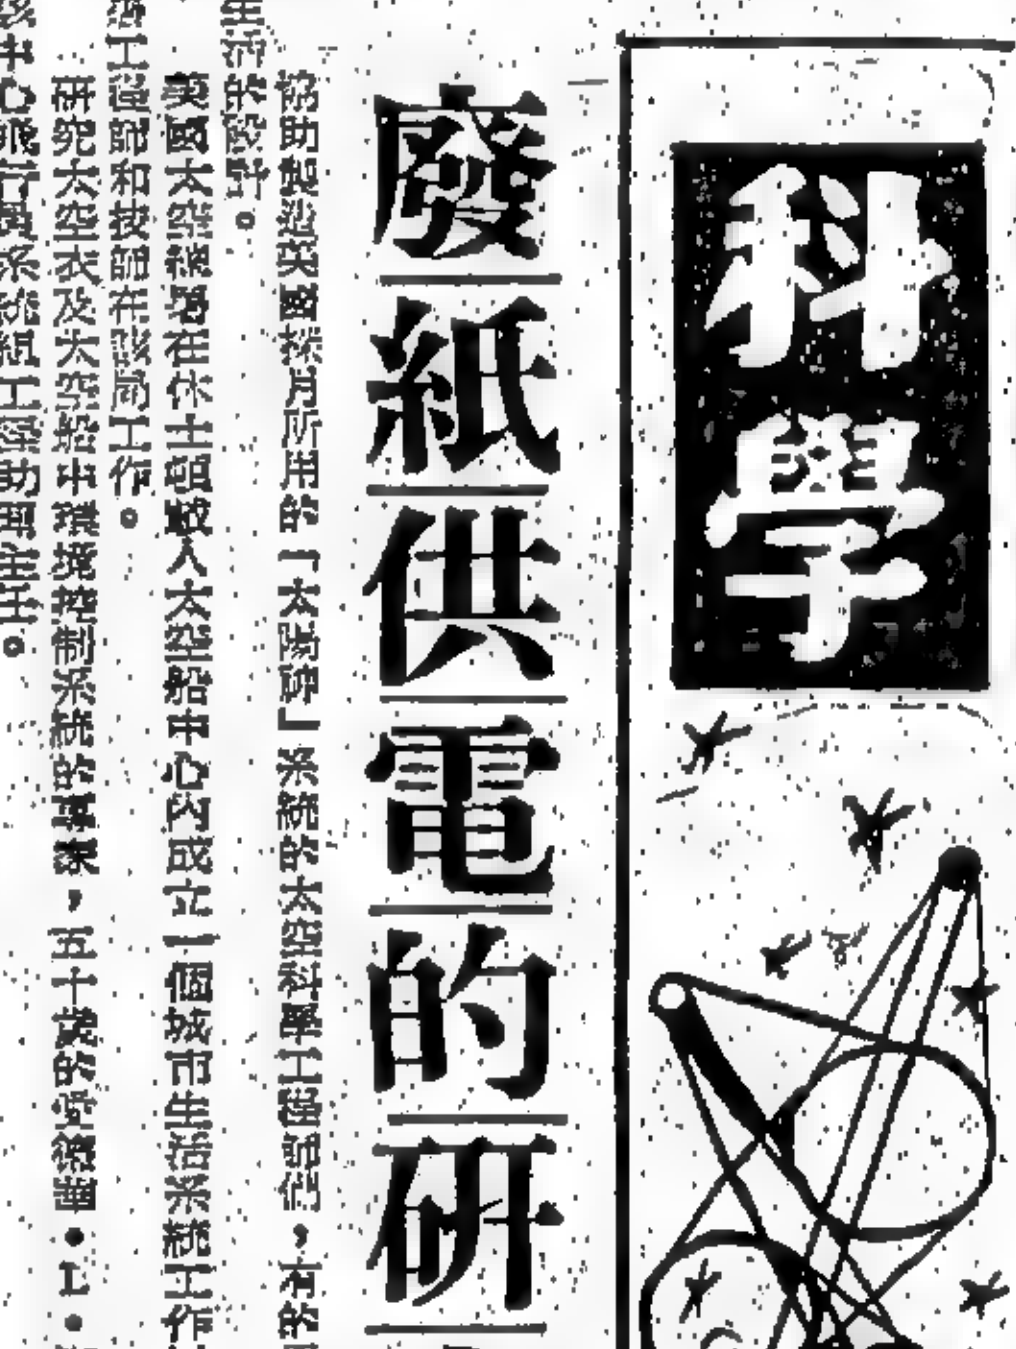 科學
廢紙供電的研
協助製造美國探月所用的「太陽神」系統的太空科學工程師們，有的
生活的設計。
美國太空總署在休士頓載人太空船中心內成立一個城市生活系統工作
程師和技師在該局工作。
研究太空衣及太空船中環境控制系統的專家，五十歲的愛德華•L•
該中心飛行員系統組工程助理主任。